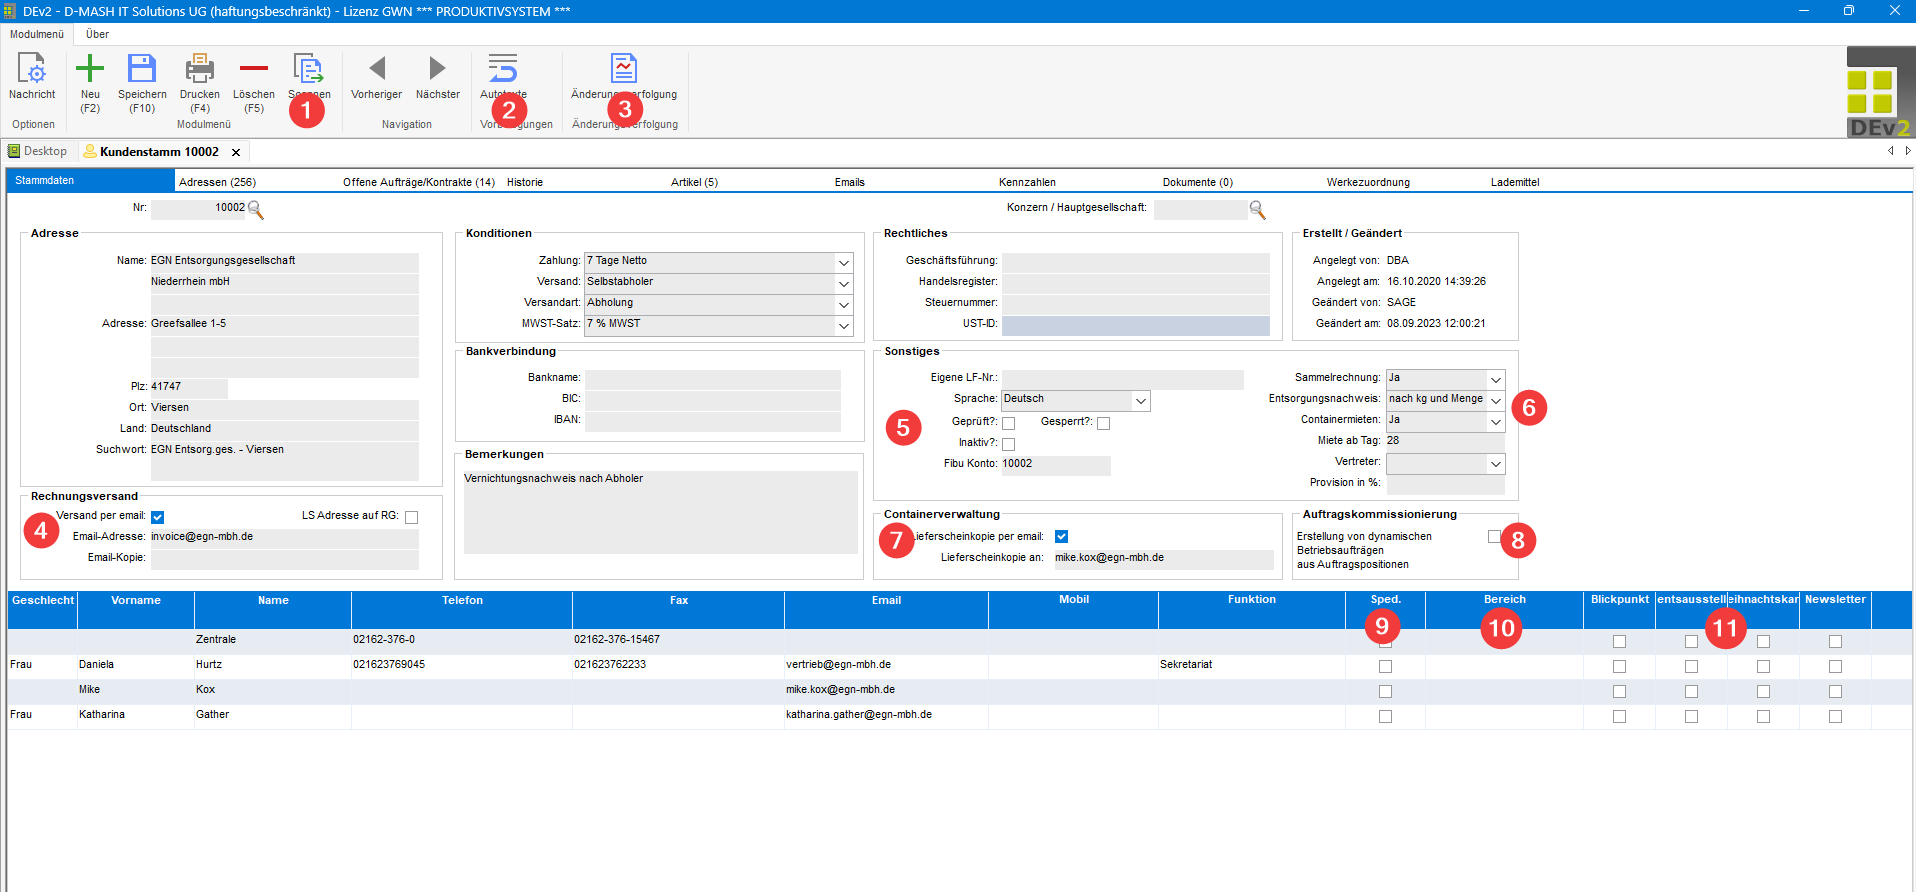 DEv2 - D-MASH IT Solutions UG (haftungsbeschränkt) - Lizenz GWN *** PRODUKTIVSYSTEM ***
Modulmenü Über
Nachricht Neu (F2) Speichern (F10) Drucken (F4) Löschen (F5) 1 Vorheriger Nächster 2 3
Optionen Modulmenü Navigation
DEv2
Desktop Kundenstamm 10002
Stammdaten Adressen (256) Offene Aufträge/Kontrakte (14) Historie Artikel (5) Emails Kennzahlen Dokumente (0) Werkezuordnung Lademittel
Nr: 10002 Konzern / Hauptgesellschaft:
Adresse
Name: EGN Entsorgungsgesellschaft
Niederrhein mbH
Adresse: Greefsallee 1-5
Plz: 41747
Ort: Viersen
Land: Deutschland
Suchwort: EGN Entsorg.ges. - Viersen
Konditionen
Zahlung: 7 Tage Netto
Versand: Selbstabholer
Versandart: Abholung
MWST-Satz: 7 % MWST
Rechtliches
Geschäftsführung:
Handelsregister:
Steuernummer:
UST-ID:
Erstellt / Geändert
Angelegt von: DBA
Angelegt am: 16.10.2020 14:39:26
Geändert von: SAGE
Geändert am: 08.09.2023 12:00:21
Bankverbindung
Bankname:
BIC:
IBAN:
Sonstiges
Eigene LF-Nr.:
Sprache: Deutsch
5 Geprüft?: Gesperrt?:
Inaktiv?:
Fibu Konto: 10002
Sammelrechnung: Ja
Entsorgungsnachweis: nach kg und Menge 6
Containermieten: Ja
Miete ab Tag: 28
Vertreter:
Provision in %:
Bemerkungen
Vernichtungsnachweis nach Abholer
Rechnungsversand
Versand per email: LS Adresse auf RG:
4 Email-Adresse: invoice@egn-mbh.de
Email-Kopie:
Containerverwaltung
7 ieferscheinkopie per email:
Lieferscheinkopie an: mike.kox@egn-mbh.de
Auftragskommissionierung
Erstellung von dynamischen 8
Betriebsaufträgen
aus Auftragspositionen
Geschlecht Vorname Name Telefon Fax Email Mobil Funktion Sped. Bereich Blickpunkt entsausstell eihnachtskar Newsletter
9 10 11
Zentrale 02162-376-0 02162-376-15467
Frau Daniela Hurtz 021623769045 021623762233 vertrieb@egn-mbh.de Sekretariat
Mike Kox mike.kox@egn-mbh.de
Frau Katharina Gather katharina.gather@egn-mbh.de